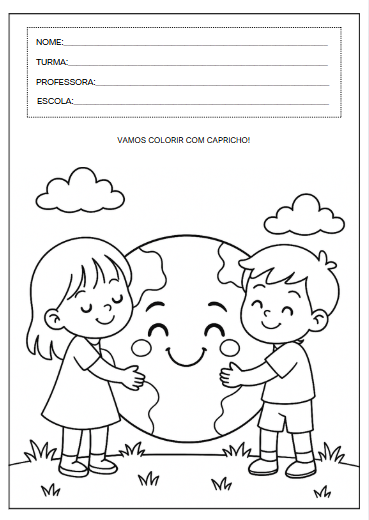 NOME:
TURMA:
PROFESSORA:
ESCOLA:
VAMOS COLORIR COM CAPRICHO!